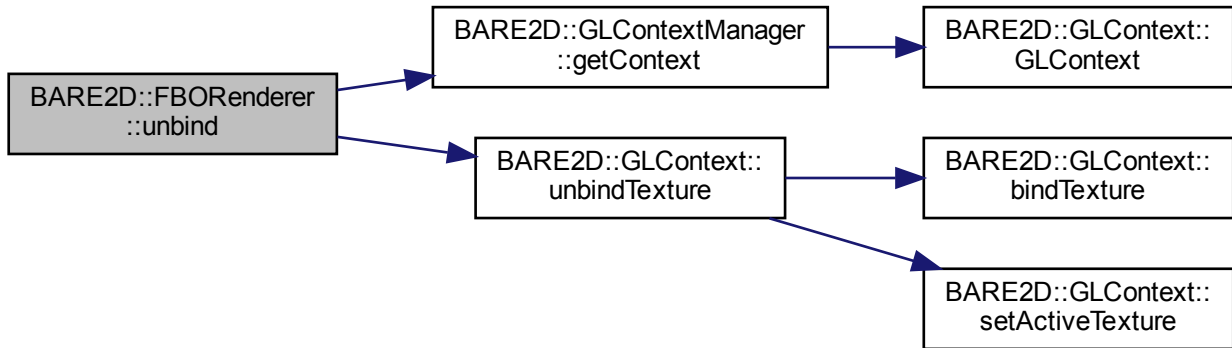 BARE2D::FBORenderer
::unbind
BARE2D::GLContextManager
::getContext
BARE2D::GLContext::
GLContext
BARE2D::GLContext::
unbindTexture
BARE2D::GLContext::
bindTexture
BARE2D::GLContext::
setActiveTexture